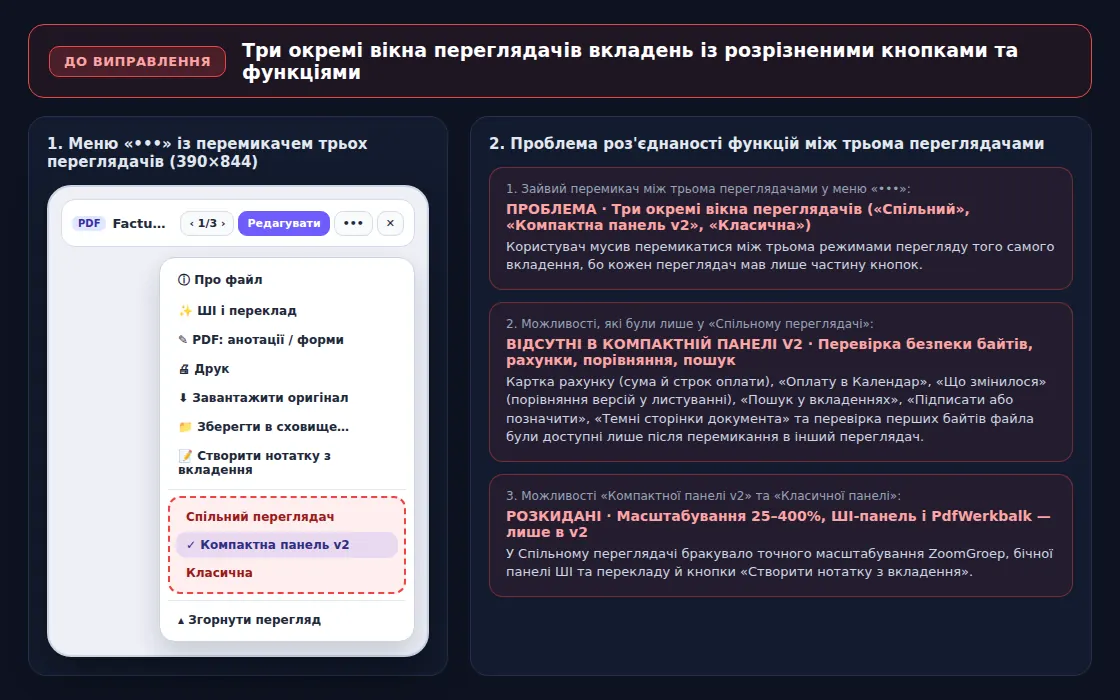 ДО ВИПРАВЛЕННЯ
Три окремі вікна переглядачів вкладень із розрізненими кнопками та
функціями
1. Меню «•••» із перемикачем трьох
переглядачів (390×844)
PDF Factu... ‹ 1/3 › Редагувати ••• ✕
ⓘ Про файл
✨ ШІ і переклад
✎ PDF: анотації / форми
🖨 Друк
⬇ Завантажити оригінал
📁 Зберегти в сховище…
📝 Створити нотатку з
вкладення
Спільний переглядач
✓ Компактна панель v2
Класична
▴ Згорнути перегляд
2. Проблема роз'єднаності функцій між трьома переглядачами
1. Зайвий перемикач між трьома переглядачами у меню «•••»:
ПРОБЛЕМА · Три окремі вікна переглядачів («Спільний»,
«Компактна панель v2», «Класична»)
Користувач мусив перемикатися між трьома режимами перегляду того самого
вкладення, бо кожен переглядач мав лише частину кнопок.
2. Можливості, які були лише у «Спільному переглядачі»:
ВІДСУТНІ В КОМПАКТНІЙ ПАНЕЛІ V2 · Перевірка безпеки байтів,
рахунки, порівняння, пошук
Картка рахунку (сума й строк оплати), «Оплату в Календар», «Що змінилося»
(порівняння версій у листуванні), «Пошук у вкладеннях», «Підписати або
позначити», «Темні сторінки документа» та перевірка перших байтів файла
були доступні лише після перемикання в інший переглядач.
3. Можливості «Компактної панелі v2» та «Класичної панелі»:
РОЗКИДАНІ · Масштабування 25–400%, ШІ-панель і PdfWerkbalk —
лише в v2
У Спільному переглядачі бракувало точного масштабування ZoomGroep, бічної
панелі ШІ та перекладу й кнопки «Створити нотатку з вкладення».